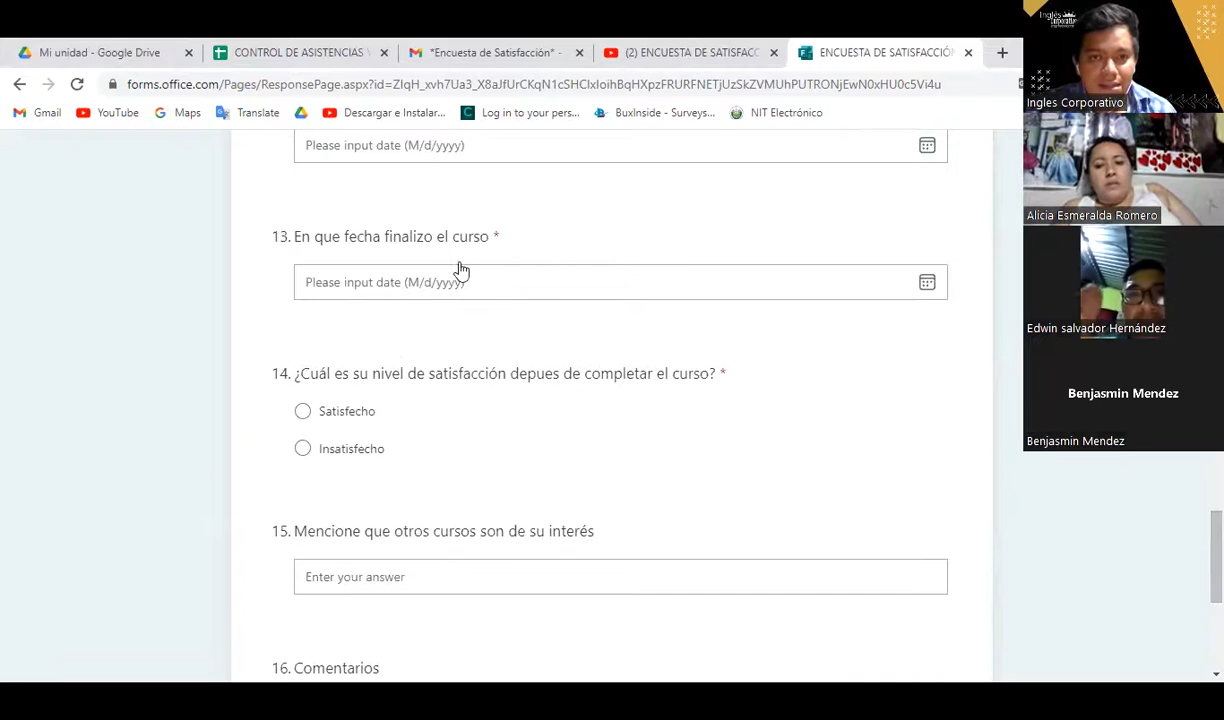 Mi unidad - Google Drive
CONTROL DE ASISTENCIAS V
*Encuesta de Satisfacción* -
(2) ENCUESTA DE SATISFACC
ENCUESTA DE SATISFACCIÓN
forms.office.com/Pages/ResponsePage.aspx?id=ZIqH_xvh7Ua3_X8aJfUrCKqN1cSHCIxIoihBqHXpzFRURFNETjUzSkZVMUhPUTRONjEwN0xHU0c5Vi4u
Gmail
YouTube
Maps
Translate
Descargar e Instalar...
Log in to your pers...
BuxInside - Surveys...
NIT Electrónico
Please input date (M/d/yyyy)
13. En que fecha finalizo el curso *
Please input date (M/d/yyyy)
14. ¿Cuál es su nivel de satisfacción depues de completar el curso? *
Satisfecho
Insatisfecho
15. Mencione que otros cursos son de su interés
Enter your answer
16. Comentarios
Inglés
Corporativo
Ingles Corporativo
Alicia Esmeralda Romero
Edwin salvador Hernández
Benjasmin Mendez
Benjasmin Mendez